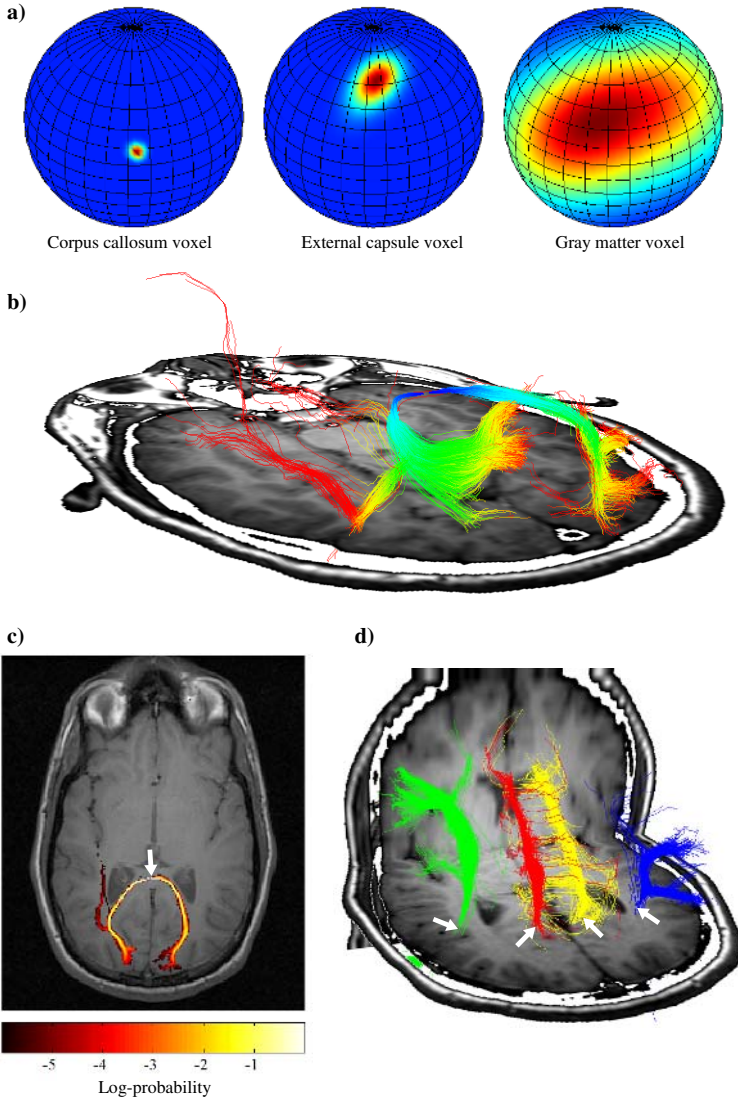 a)
Corpus callosum voxel
External capsule voxel
Gray matter voxel
b)
c)
d)
-5 -4 -3 -2 -1
Log-probability